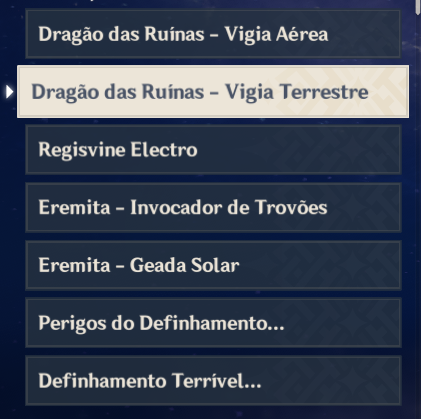 Dragão das Ruínas – Vigia Aérea
Dragão das Ruínas – Vigia Terrestre
Regisvine Electro
Eremita – Invocador de Trovões
Eremita – Geada Solar
Perigos do Definhamento...
Definhamento Terrível...